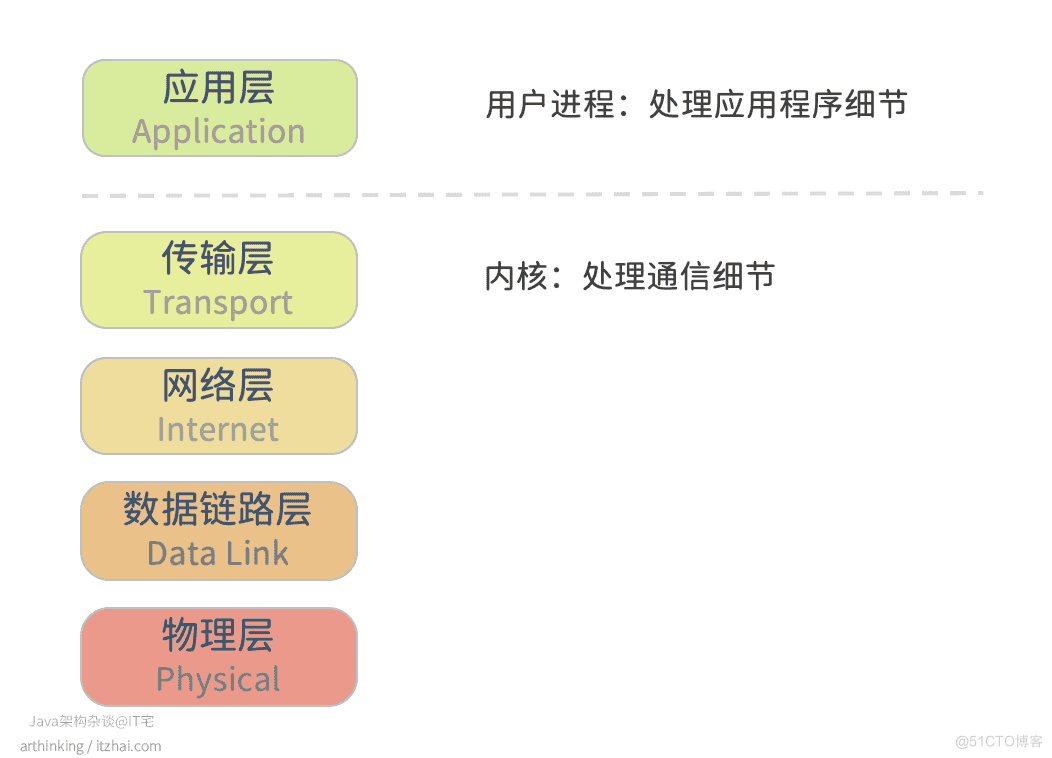 应用层
Application
用户进程：处理应用程序细节
传输层
Transport
内核：处理通信细节
网络层
Internet
数据链路层
Data Link
物理层
Physical
Java架构杂谈@IT宅
arthinking / itzhai.com
@51CTO博客